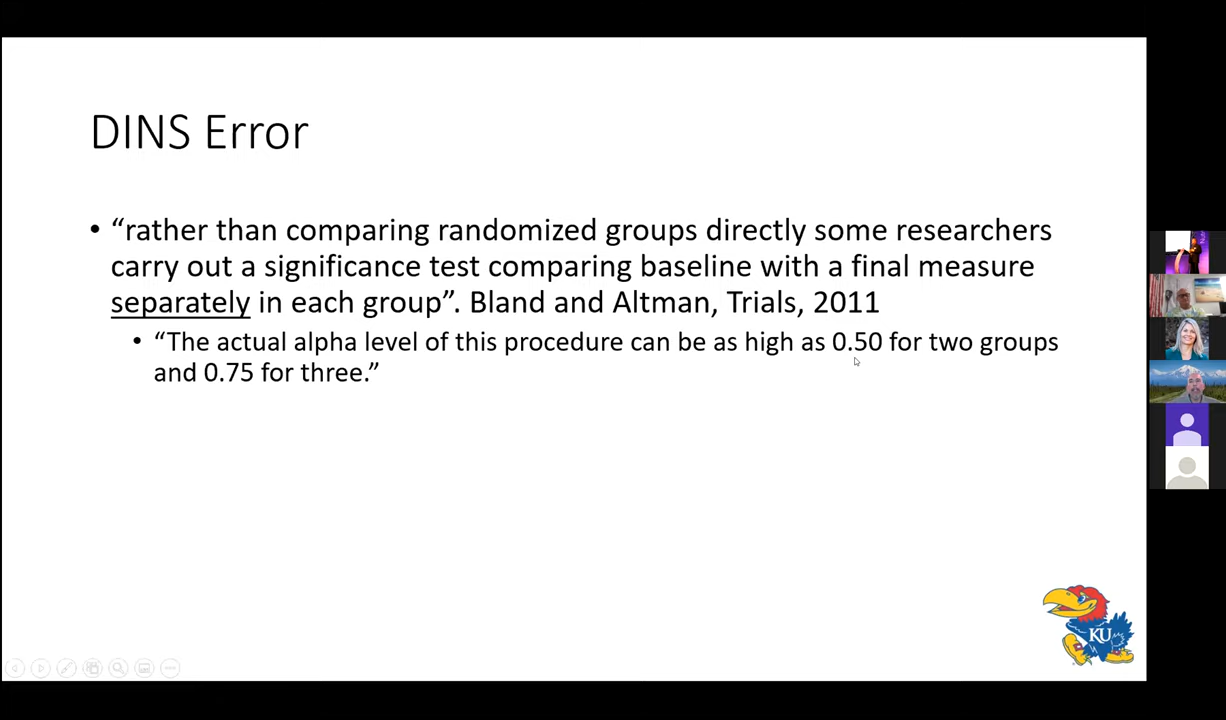 DINS Error
• “rather than comparing randomized groups directly some researchers
carry out a significance test comparing baseline with a final measure
separately in each group”. Bland and Altman, Trials, 2011
• “The actual alpha level of this procedure can be as high as 0.50 for two groups
and 0.75 for three.”
KU